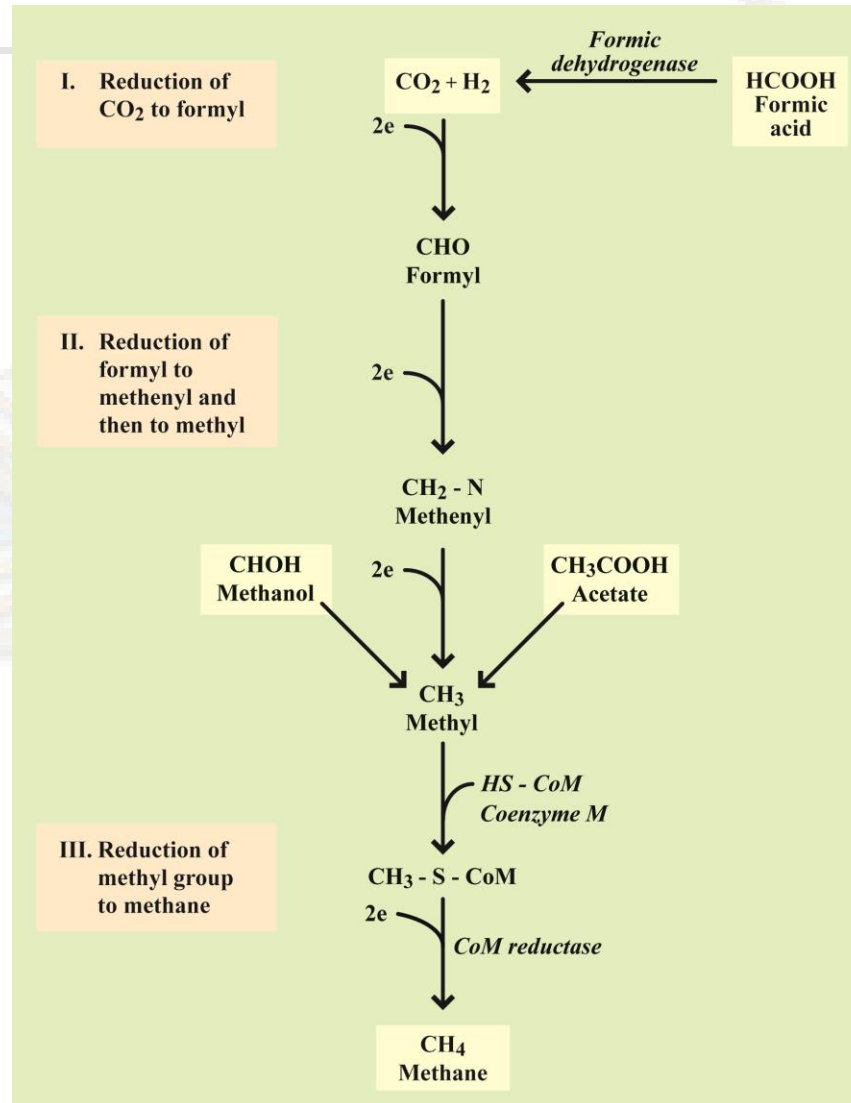 I. Reduction of
CO₂ to formyl
CO₂ + H₂
Formic
dehydrogenase
HCOOH
Formic
acid
2e
CHO
Formyl
II. Reduction of
formyl to
methenyl and
then to methyl
2e
CH₂ - N
Methenyl
CHOH
Methanol
2e
CH₃COOH
Acetate
CH₃
Methyl
HS - CoM
Coenzyme M
III. Reduction of
methyl group
to methane
CH₃ - S - CoM
2e
CoM reductase
CH₄
Methane